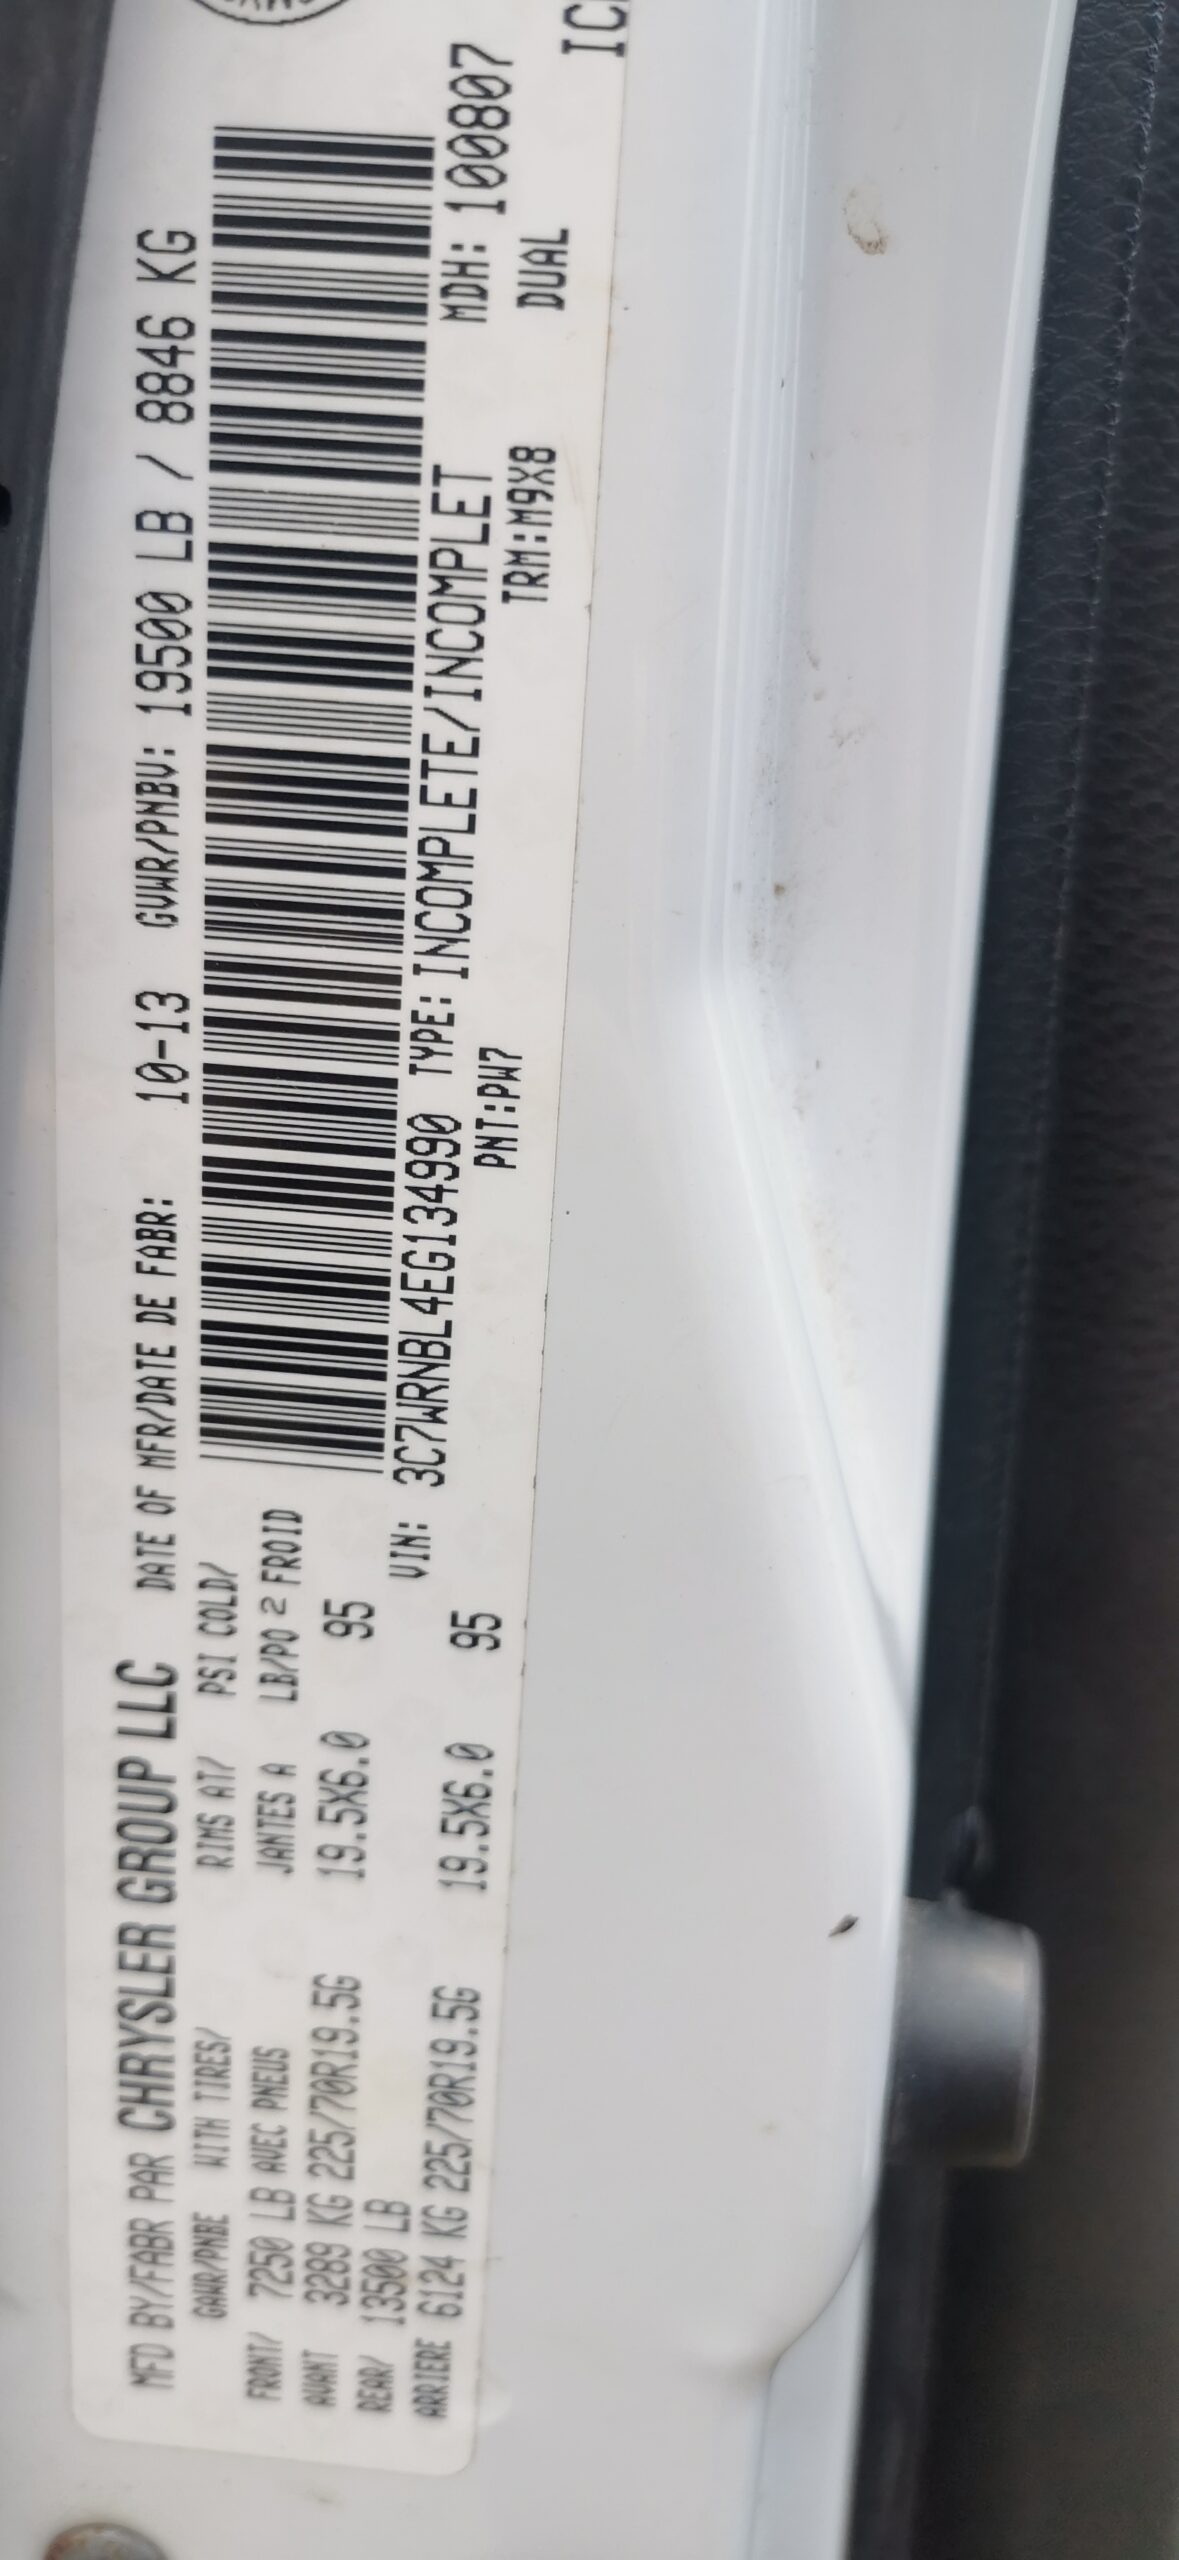 MFD BY/FABR PAR CHRYSLER GROUP LLC DATE OF MFR/DATE DE FABR: 10-13 GVWR/PNBV: 19500 LB / 8846 KG
GAWR/PNBE WITH TIRES/ RIMS AT/ PSI COLD/
FRONT/ 7250 LB AVEC PNEUS JANTES A LB/PO 2 FROID
AVANT 3289 KG 225/70R19.5G 19.5X6.0 95
REAR/ 13500 LB
ARRIERE 6124 KG 225/70R19.5G 19.5X6.0 95
VIN: 3C7WRNBL4EG134990 TYPE: INCOMPLETE/INCOMPLET MDH: 100807
PNT:PW7 TRM:M9X8 DUAL